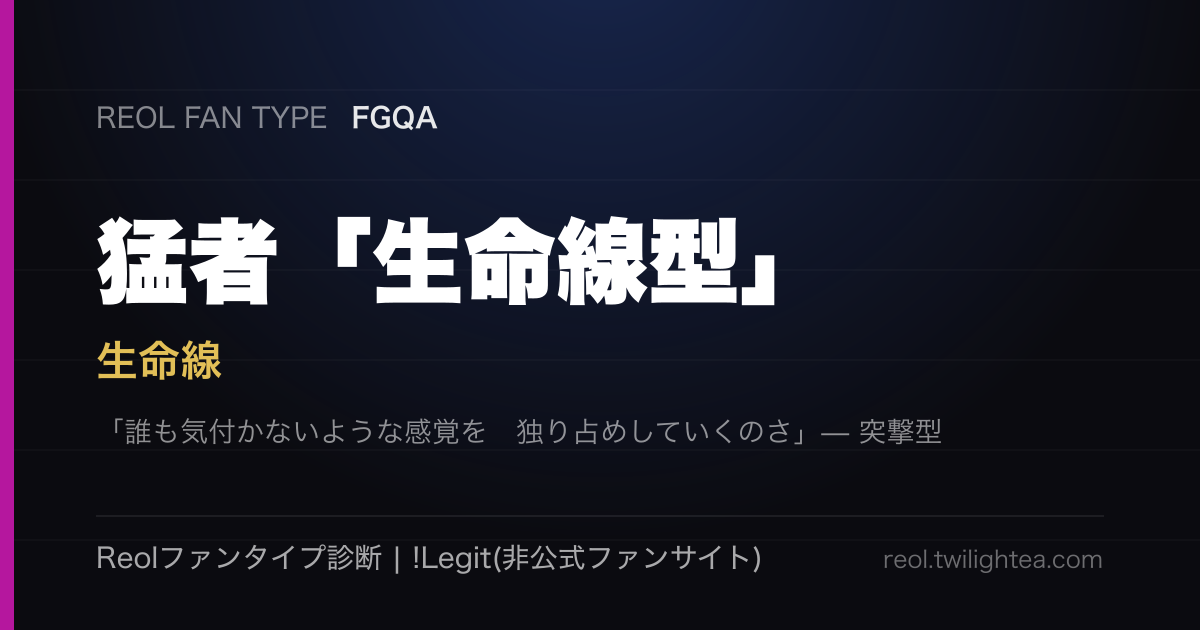 REOL FAN TYPE FGQA
猛者「生命線型」
生命線
「誰も気付かないような感覚を　独り占めしていくのさ」— 突撃型
Reolファンタイプ診断 | !Legit(非公式ファンサイト)
reol.twilightea.com